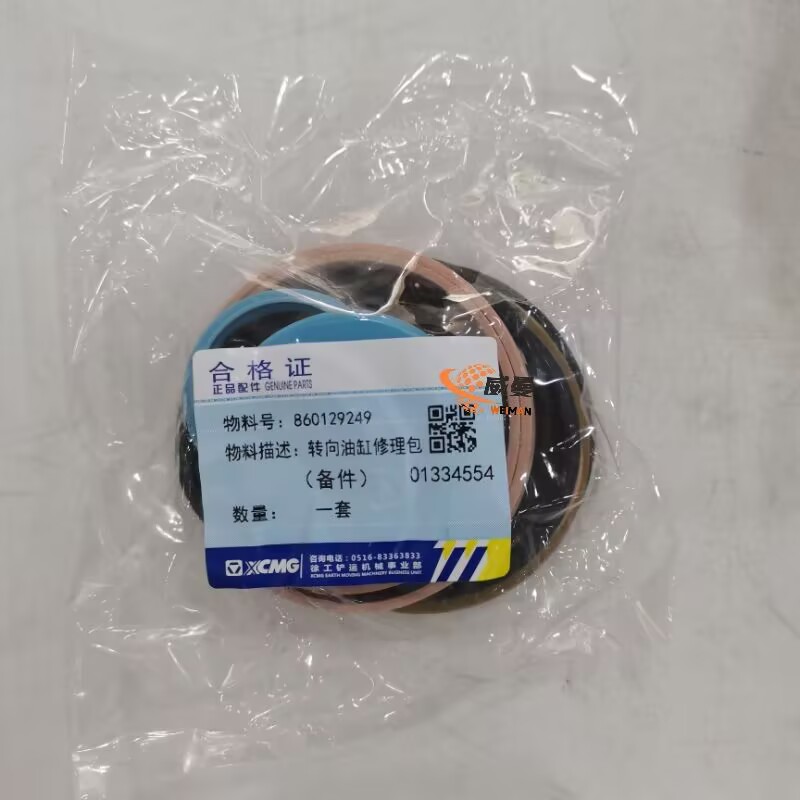 合格证
正品配件 GENUINE PARTS
物料号: 860129249
物料描述: 转向油缸修理包
(备件) 01334554
数量: 一套
XCMG
咨询电话:0516-83363833
徐工铲运机械事业部
XCMG EARTH MOVING MACHINERY BUSINESS UNIT
威曼
WEMAN